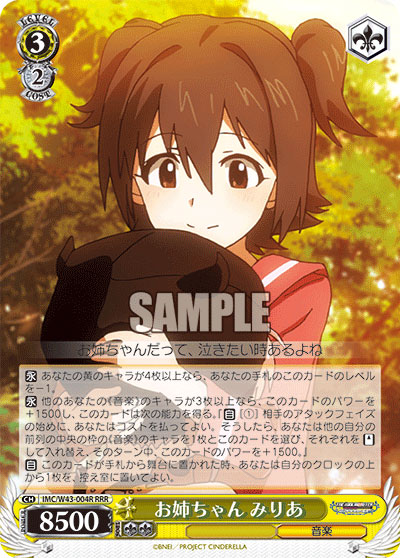 LEVEL
3
2
COST
SAMPLE
お姉ちゃんだって、泣きたい時あるよね
永 あなたの黄のキャラが4枚以上なら、あなたの手札のこのカードのレベル
を－1。
永 他のあなたの《音楽》のキャラが3枚以上なら、このカードのパワーを
＋1500し、このカードは次の能力を得る。『自［(1)］ 相手のアタックフェイズ
の始めに、あなたはコストを払ってよい。そうしたら、あなたは他の自分の
前列の中央の枠の《音楽》のキャラを1枚とこのカードを選び、それぞれを
して入れ替え、そのターン中、このカードのパワーを＋1500。』
自 このカードが手札から舞台に置かれた時、あなたは自分のクロックの上
から1枚を、控え室に置いてよい。
CH IMC/W43-004R RRR
8500
お姉ちゃん みりあ
音楽
©BNEI／PROJECT CINDERELLA